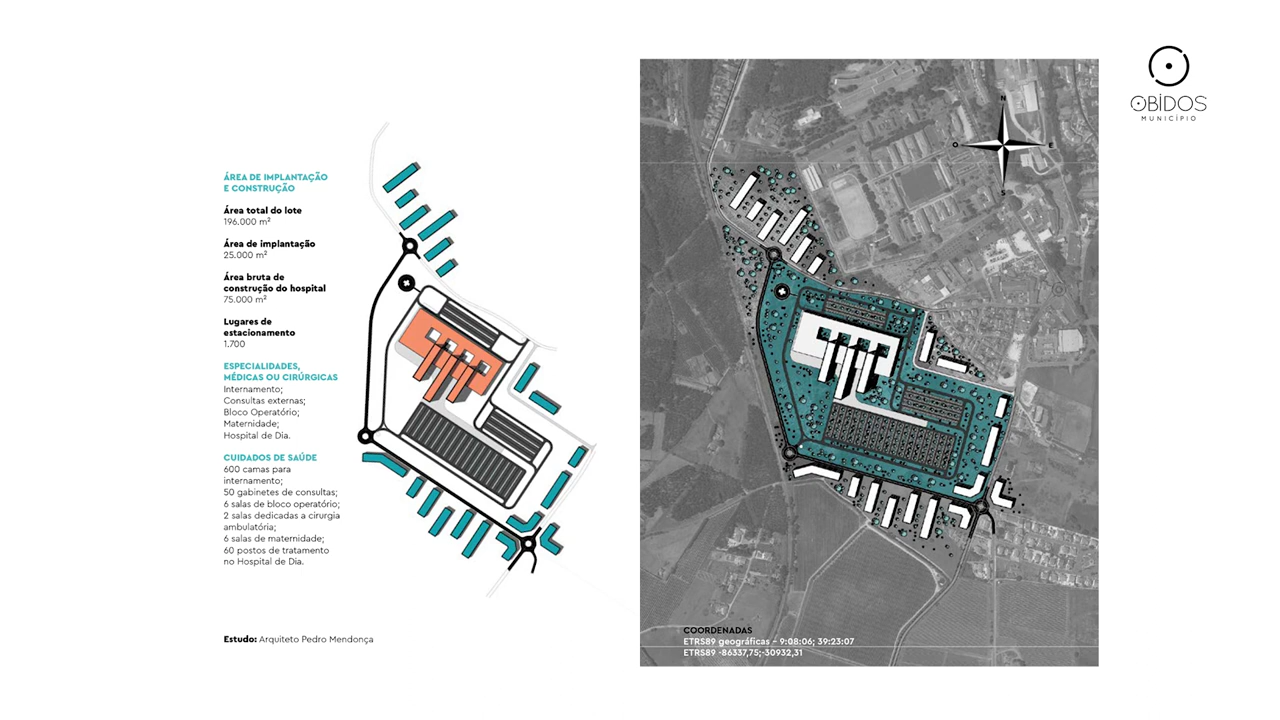 ÁREA DE IMPLANTAÇÃO
E CONSTRUÇÃO
Área total do lote
196.000 m²
Área de implantação
25.000 m²
Área bruta de
construção do hospital
75.000 m²
Lugares de
estacionamento
1.700
ESPECIALIDADES,
MÉDICAS OU CIRÚRGICAS
Internamento;
Consultas externas;
Bloco Operatório;
Maternidade;
Hospital de Dia.
CUIDADOS DE SAÚDE
600 camas para
internamento;
50 gabinetes de consultas;
6 salas de bloco operatório;
2 salas dedicadas a cirurgia
ambulatória;
6 salas de maternidade;
60 postos de tratamento
no Hospital de Dia.
Estudo: Arquiteto Pedro Mendonça
N
O
E
S
COORDENADAS
ETRS89 geográficas - 9:08:06; 39:23:07
ETRS89 -86337,75;-30932,31
ÓBIDOS
MUNICÍPIO